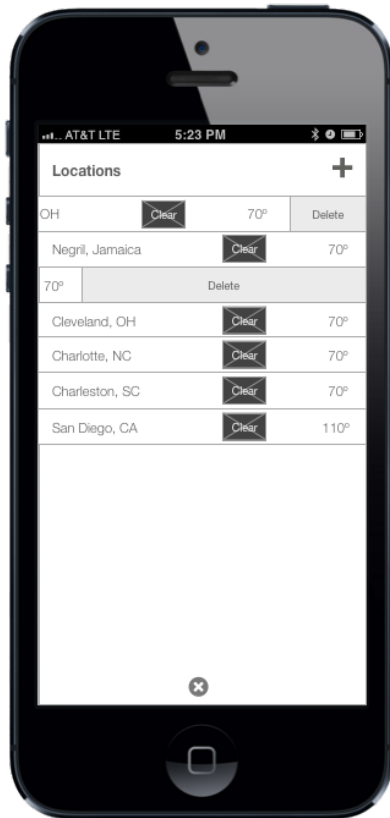 AT&T LTE 5:23 PM
Locations
OH Clear 70º Delete
Negril, Jamaica Clear 70º
70º Delete
Cleveland, OH Clear 70º
Charlotte, NC Clear 70º
Charleston, SC Clear 70º
San Diego, CA Clear 110º